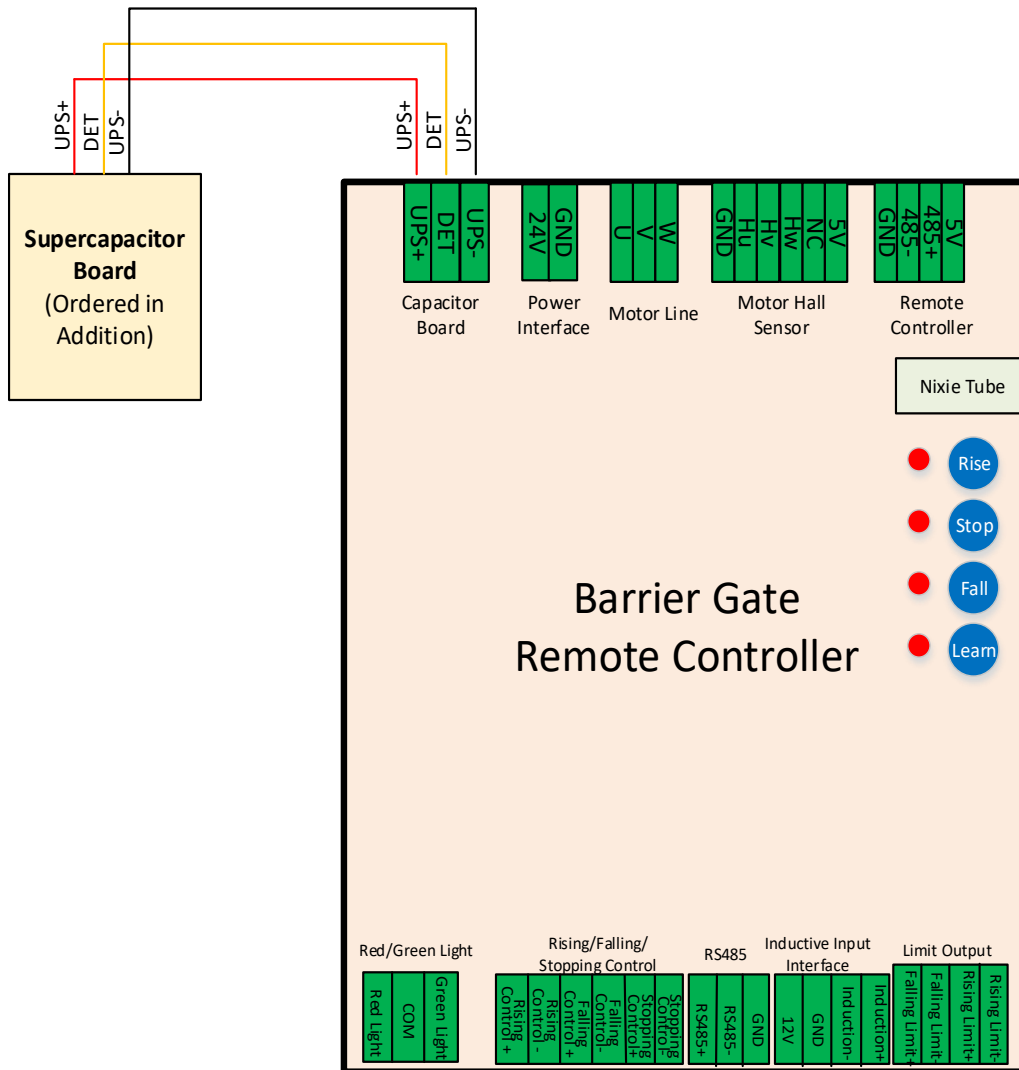 UPS+
DET
UPS-
UPS+
DET
UPS-
Supercapacitor
Board
(Ordered in
Addition)
UPS+
DET
UPS-
24V
GND
U
V
W
GND
Hu
Hv
Hw
NC
5V
GND
485-
485+
5V
Capacitor
Board
Power
Interface
Motor Line
Motor Hall
Sensor
Remote
Controller
Nixie Tube
Rise
Stop
Fall
Learn
Barrier Gate
Remote Controller
Red/Green Light
Rising/Falling/
Stopping Control
RS485
Inductive Input
Interface
Limit Output
Red Light
COM
Green Light
Rising
Control +
Rising
Control -
Falling
Control +
Falling
Control-
Stopping
Control+
Stopping
Control-
RS485+
RS485-
GND
12V
GND
Induction-
Induction+
Falling Limit+
Falling Limit-
Rising Limit+
Rising Limit-